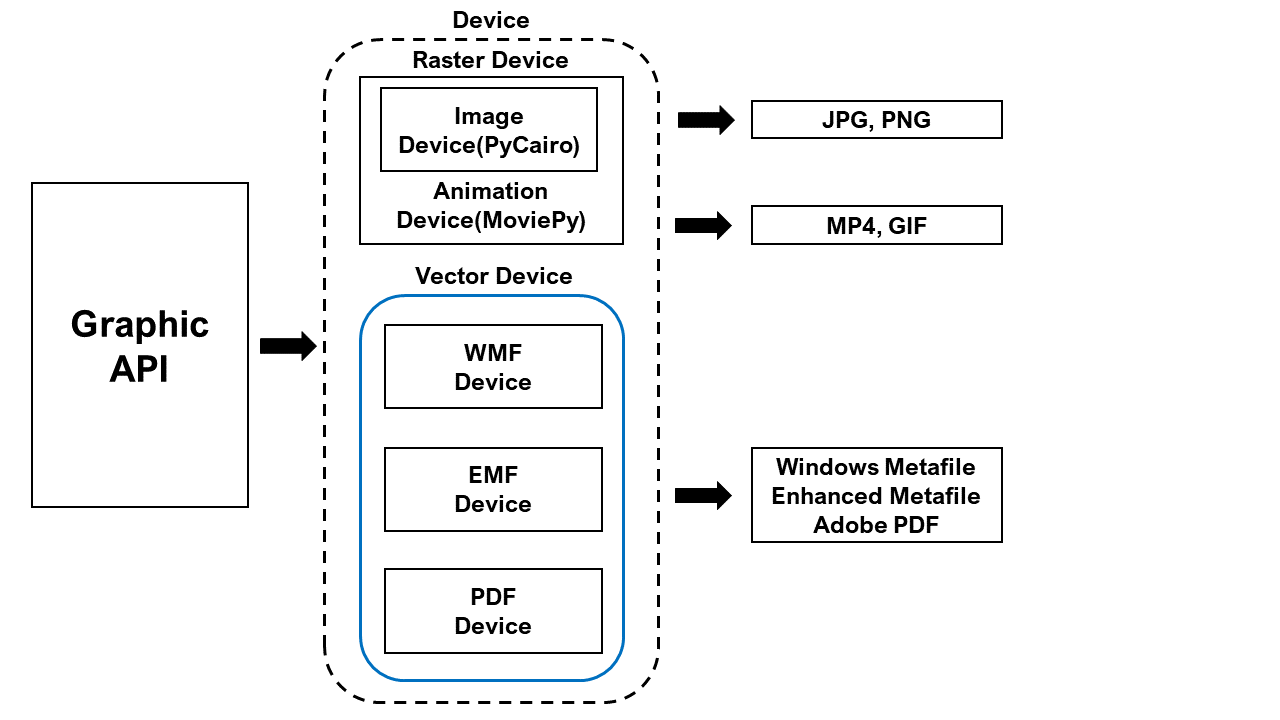 Device
Raster Device
Image
Device(PyCairo)
Animation
Device(MoviePy)
Vector Device
WMF
Device
EMF
Device
PDF
Device
Graphic
API
JPG, PNG
MP4, GIF
Windows Metafile
Enhanced Metafile
Adobe PDF